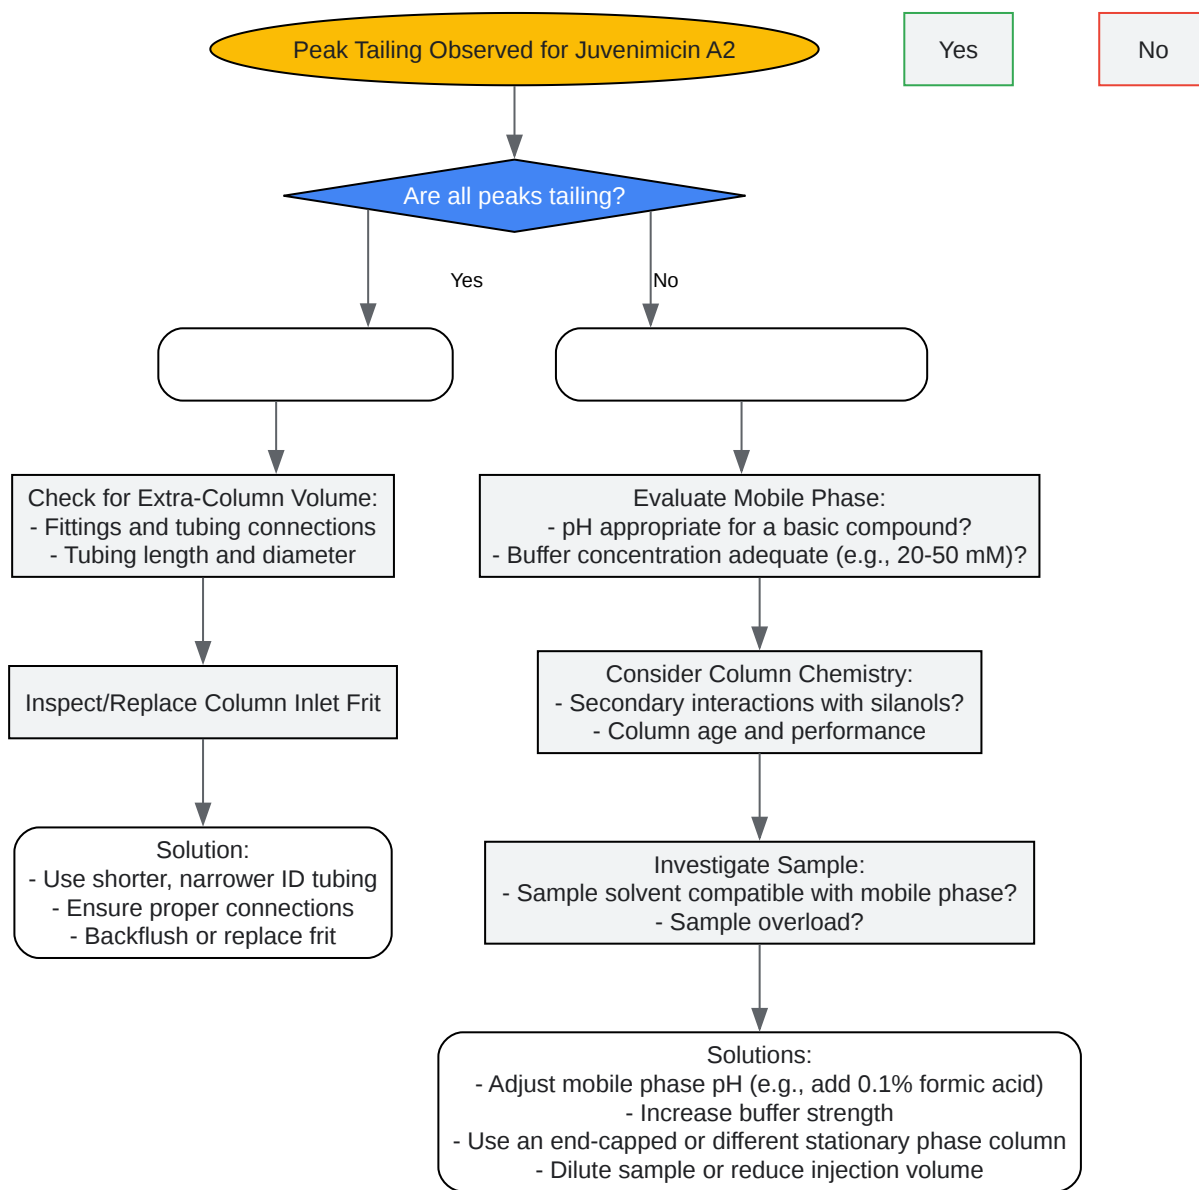 Peak Tailing Observed for Juvenimicin A2
Yes
No
Are all peaks tailing?
Yes
No
Check for Extra-Column Volume:
- Fittings and tubing connections
- Tubing length and diameter
Inspect/Replace Column Inlet Frit
Solution:
- Use shorter, narrower ID tubing
- Ensure proper connections
- Backflush or replace frit
Evaluate Mobile Phase:
- pH appropriate for a basic compound?
- Buffer concentration adequate (e.g., 20-50 mM)?
Consider Column Chemistry:
- Secondary interactions with silanols?
- Column age and performance
Investigate Sample:
- Sample solvent compatible with mobile phase?
- Sample overload?
Solutions:
- Adjust mobile phase pH (e.g., add 0.1% formic acid)
- Increase buffer strength
- Use an end-capped or different stationary phase column
- Dilute sample or reduce injection volume